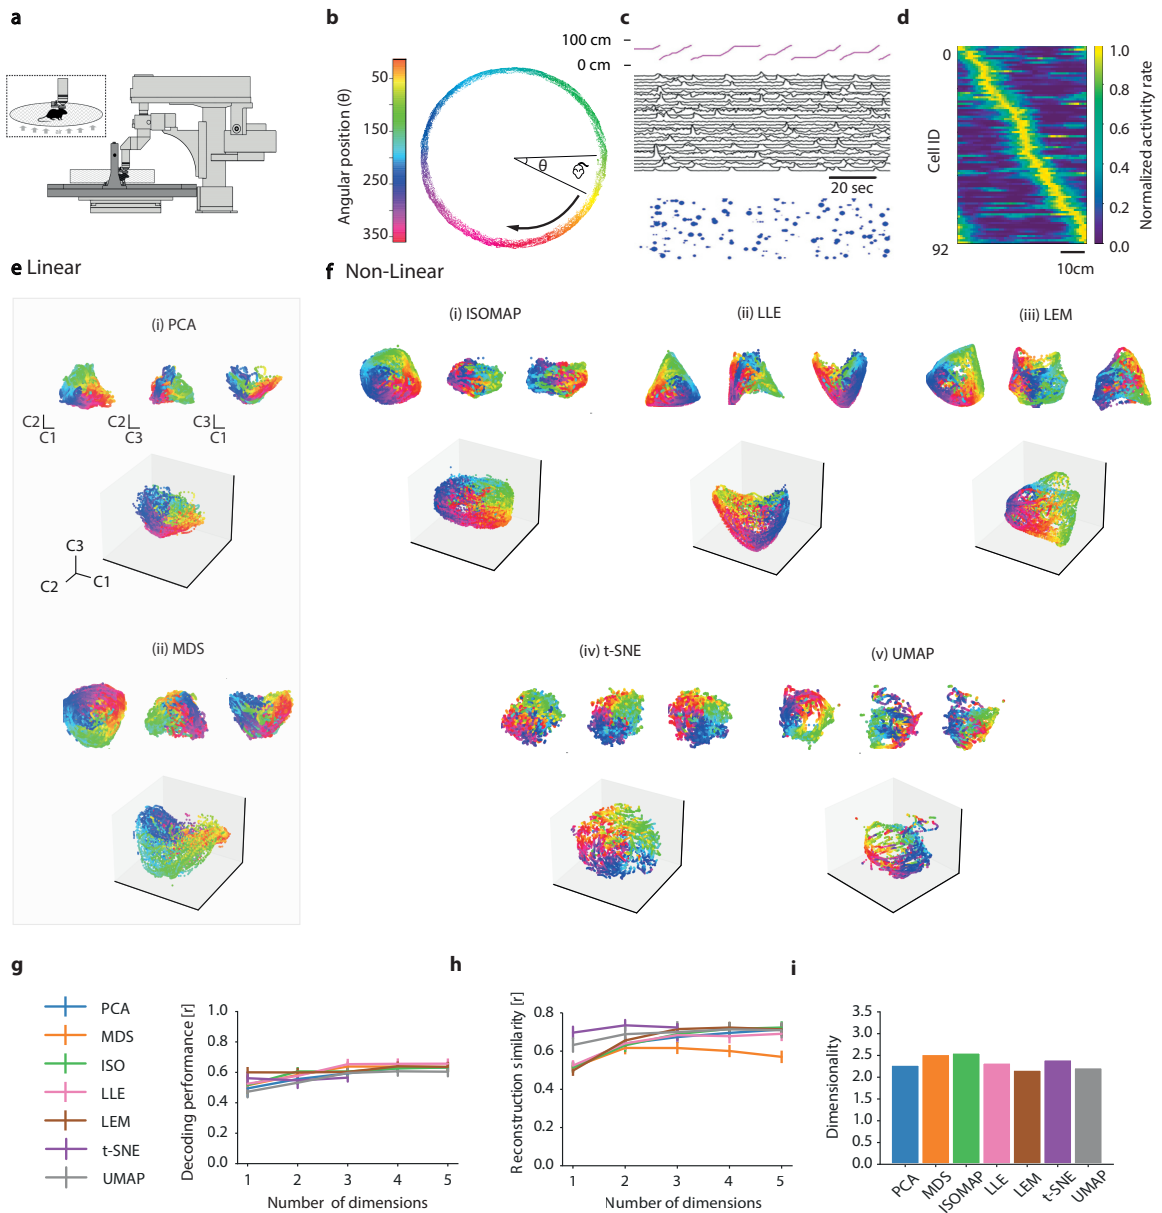 a
b
c
d
50
150
250
350
Angular position (θ)
θ
100 cm
0 cm
20 sec
0
92
Cell ID
10cm
1.0
0.8
0.6
0.4
0.2
0.0
Normalized activtity rate
e Linear
f Non-Linear
(i) PCA
C2
C1
C2
C3
C3
C1
C3
C2
C1
(ii) MDS
(i) ISOMAP
(ii) LLE
(iii) LEM
(iv) t-SNE
(v) UMAP
g
PCA
MDS
ISO
LLE
LEM
t-SNE
UMAP
Decoding performance [r]
1.0
0.8
0.6
0.4
0.2
0.0
1 2 3 4 5
Number of dimensions
h
Reconstruction similarity [r]
0.8
0.6
0.4
0.2
0.0
1 2 3 4 5
Number of dimensions
i
Dimensionality
3.5
3.0
2.5
2.0
1.5
1.0
0.5
0.0
PCA
MDS
ISOMAP
LLE
LEM
t-SNE
UMAP